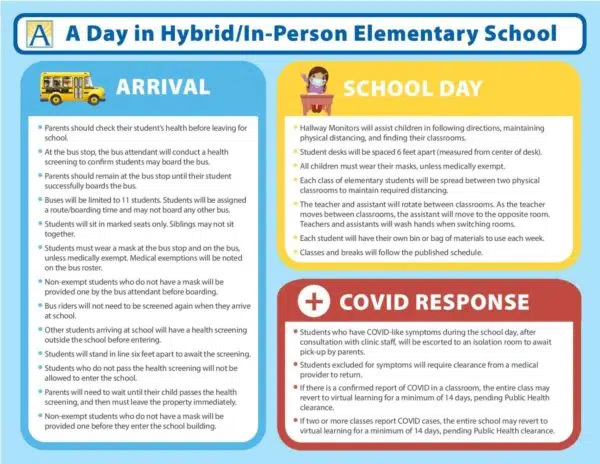 A
A Day in Hybrid/In-Person Elementary School
ARRIVAL
• Parents should check their student's health before leaving for
school.
• At the bus stop, the bus attendant will conduct a health
screening to confirm students may board the bus.
• Parents should remain at the bus stop until their student
successfully boards the bus.
• Buses will be limited to 11 students. Students will be assigned
a route/boarding time and may not board any other bus.
• Students will sit in marked seats only. Siblings may not sit
together.
• Students must wear a mask at the bus stop and on the bus,
unless medically exempt. Medical exemptions will be noted
on the bus roster.
• Non-exempt students who do not have a mask will be
provided one by the bus attendant before boarding.
• Bus riders will not need to be screened again when they arrive
at school.
• Other students arriving at school will have a health screening
outside the school before entering.
• Students will stand in line six feet apart to await the screening.
• Students who do not pass the health screening will not be
allowed to enter the school.
• Parents will need to wait until their child passes the health
screening, and then must leave the property immediately.
• Non-exempt students who do not have a mask will be
provided one before they enter the school building.
SCHOOL DAY
• Hallway Monitors will assist children in following directions, maintaining
physical distancing, and finding their classrooms.
• Student desks will be spaced 6 feet apart (measured from center of desk).
• All children must wear their masks, unless medically exempt.
• Each class of elementary students will be spread between two physical
classrooms to maintain required distancing.
• The teacher and assistant will rotate between classrooms. As the teacher
moves between classrooms, the assistant will move to the opposite room.
Teachers and assistants will wash hands when switching rooms.
• Each student will have their own bin or bag of materials to use each week.
• Classes and breaks will follow the published schedule.
COVID RESPONSE
• Students who have COVID-like symptoms during the school day, after
consultation with clinic staff, will be escorted to an isolation room to await
pick-up by parents.
• Students excluded for symptoms will require clearance from a medical
provider to return.
• If there is a confirmed report of COVID in a classroom, the entire class may
revert to virtual learning for a minimum of 14 days, pending Public Health
clearance.
• If two or more classes report COVID cases, the entire school may revert to
virtual learning for a minimum of 14 days, pending Public Health clearance.